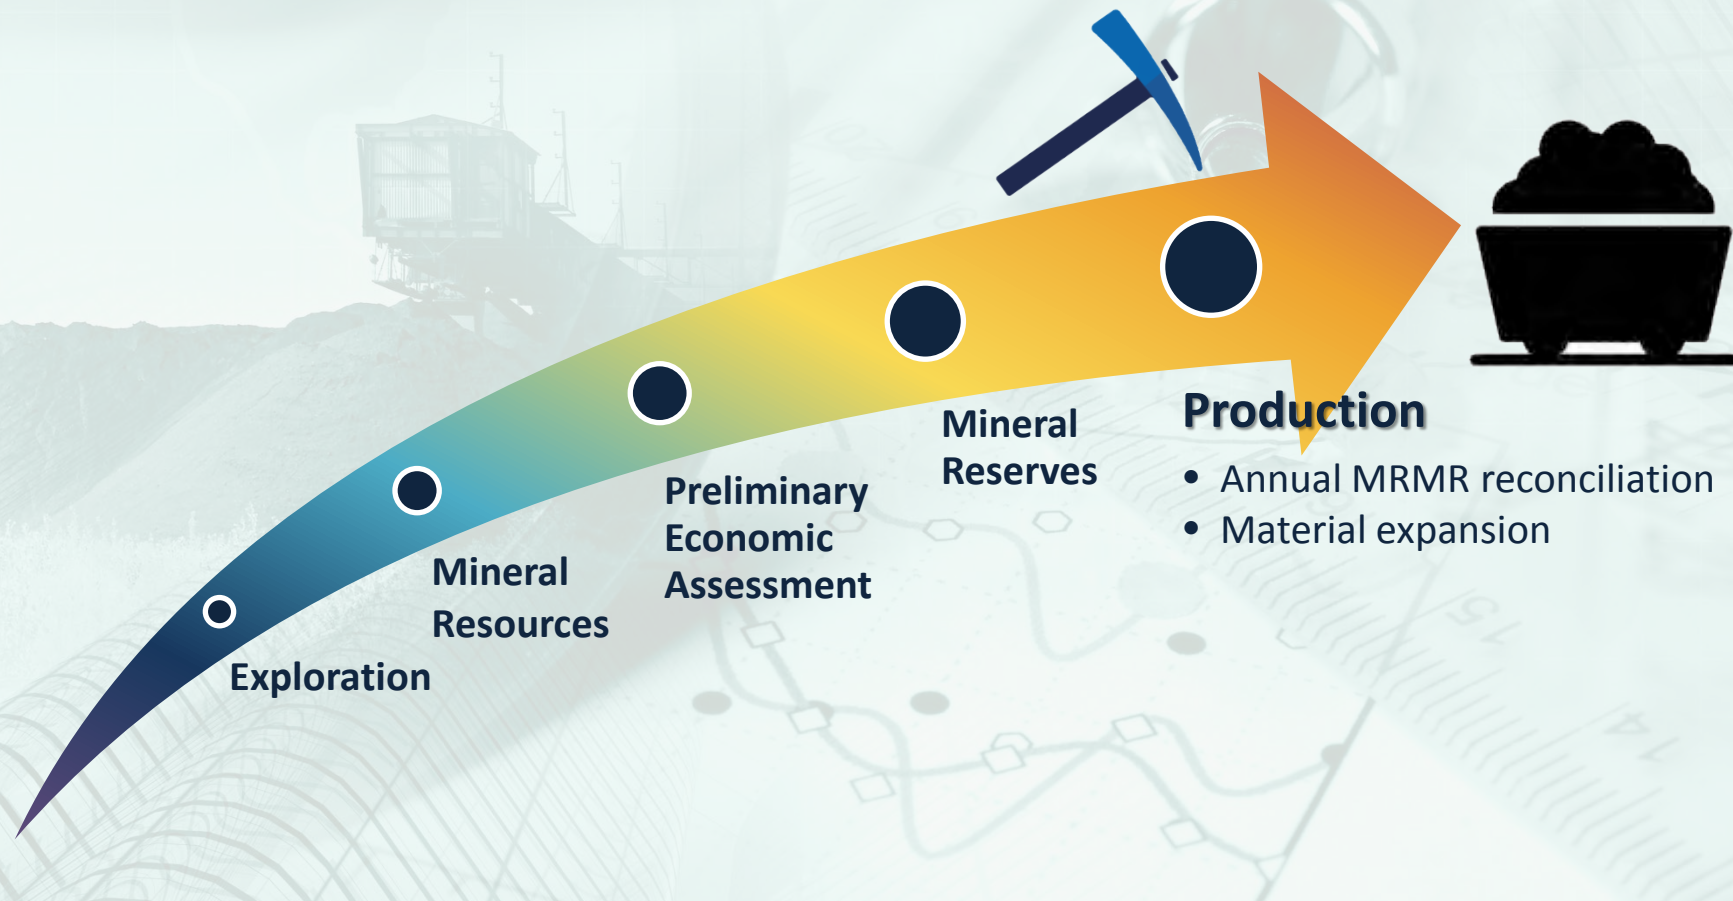 Exploration
Mineral
Resources
Preliminary
Economic
Assessment
Mineral
Reserves
Production
• Annual MRMR reconciliation
• Material expansion